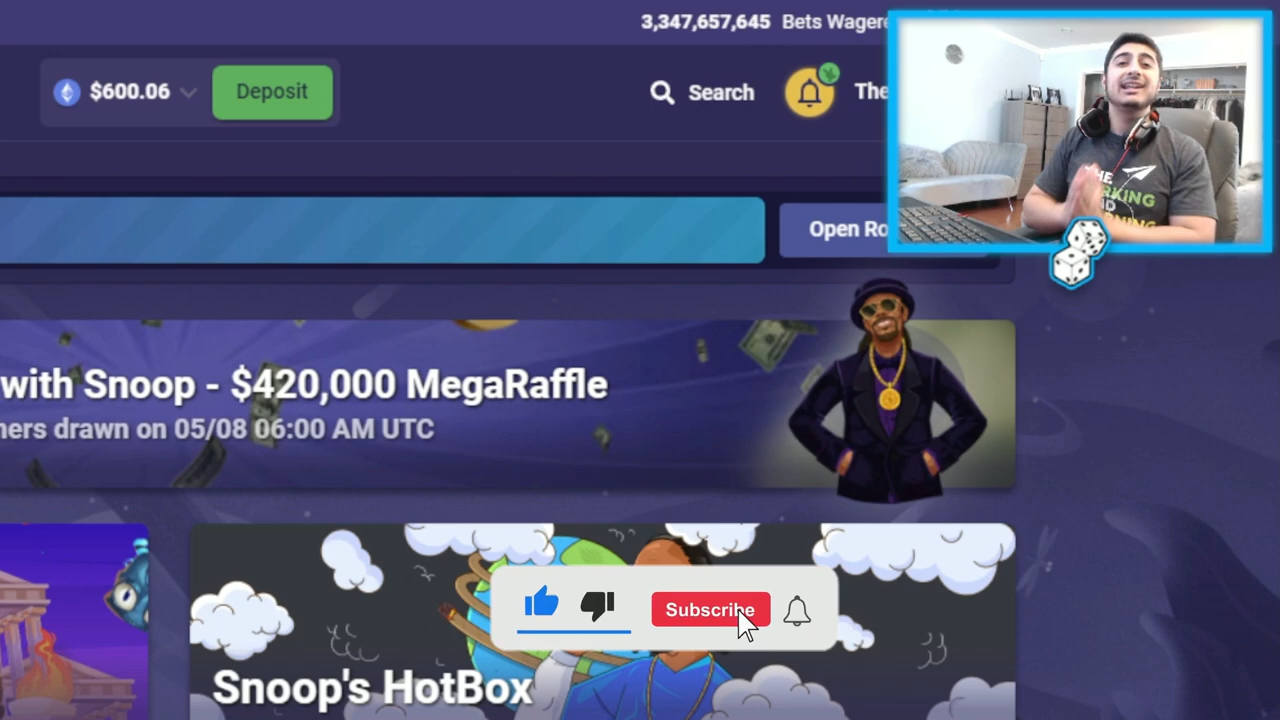 3,347,657,645 Bets Wagere
$600.06
Deposit
Search
The
Open Ro
with Snoop - $420,000 MegaRaffle
ners drawn on 05/08 06:00 AM UTC
Subscribe
Snoop's HotBox